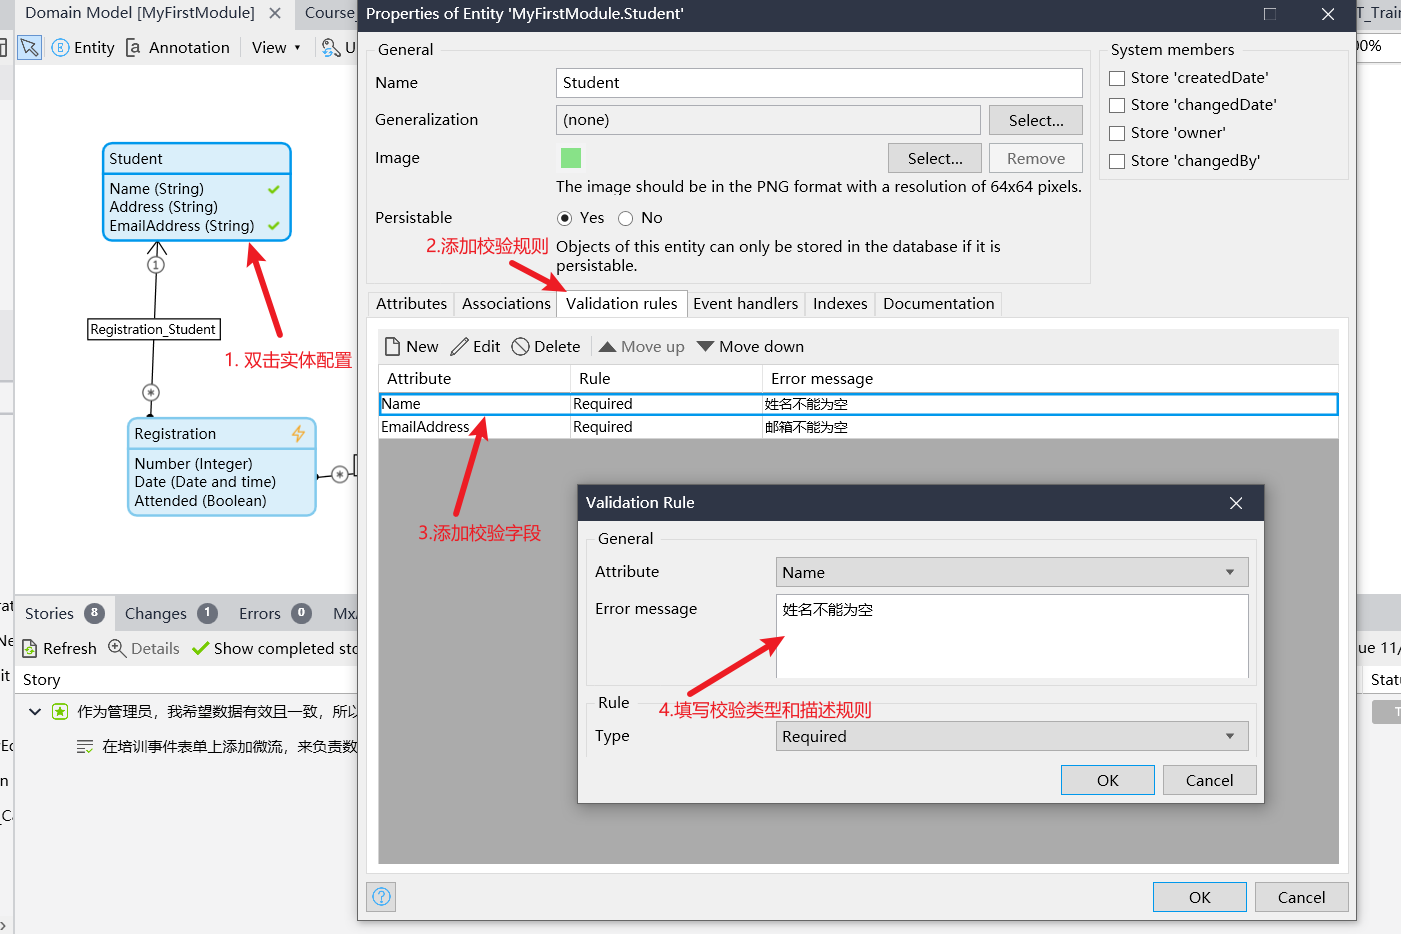 Domain Model [MyFirstModule]
Course_
Properties of Entity 'MyFirstModule.Student'
T_Train
Entity
Annotation
View
U
00%
General
Name
Student
Generalization
(none)
Select...
Image
Select...
Remove
The image should be in the PNG format with a resolution of 64x64 pixels.
Persistable
Yes
No
Objects of this entity can only be stored in the database if it is
persistable.
System members
Store 'createdDate'
Store 'changedDate'
Store 'owner'
Store 'changedBy'
Student
Name (String)
Address (String)
EmailAddress (String)
1
Registration_Student
1. 双击实体配置
*
Registration
Number (Integer)
Date (Date and time)
Attended (Boolean)
*
2.添加校验规则
Attributes
Associations
Validation rules
Event handlers
Indexes
Documentation
New
Edit
Delete
Move up
Move down
Attribute
Rule
Error message
Name
Required
姓名不能为空
EmailAddress
Required
邮箱不能为空
3.添加校验字段
Validation Rule
General
Attribute
Name
Error message
姓名不能为空
4.填写校验类型和描述规则
Rule
Type
Required
OK
Cancel
Stories 8
Changes 1
Errors 0
MxA
Refresh
Details
Show completed sto
ue 11/
Story
Statu
作为管理员，我希望数据有效且一致，所以
在培训事件表单上添加微流，来负责数
OK
Cancel